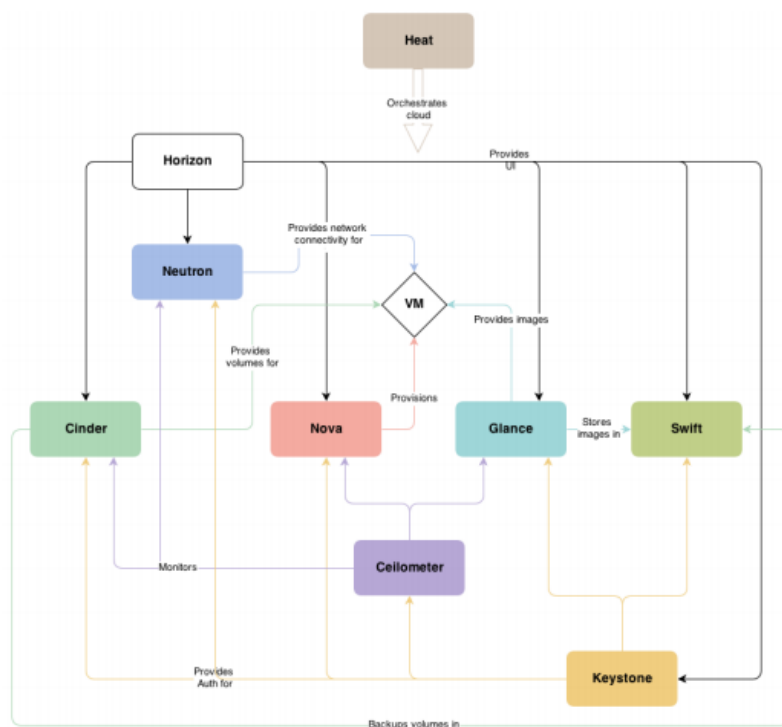 Heat
Orchestrates
cloud
Horizon
Provides
UI
Provides network
connectivity for
Neutron
VM
Provides images
Provides
volumes for
Provisions
Cinder
Nova
Glance
Stores
images in
Swift
Ceilometer
Monitors
Provides
Auth for
Keystone
Backups volumes in